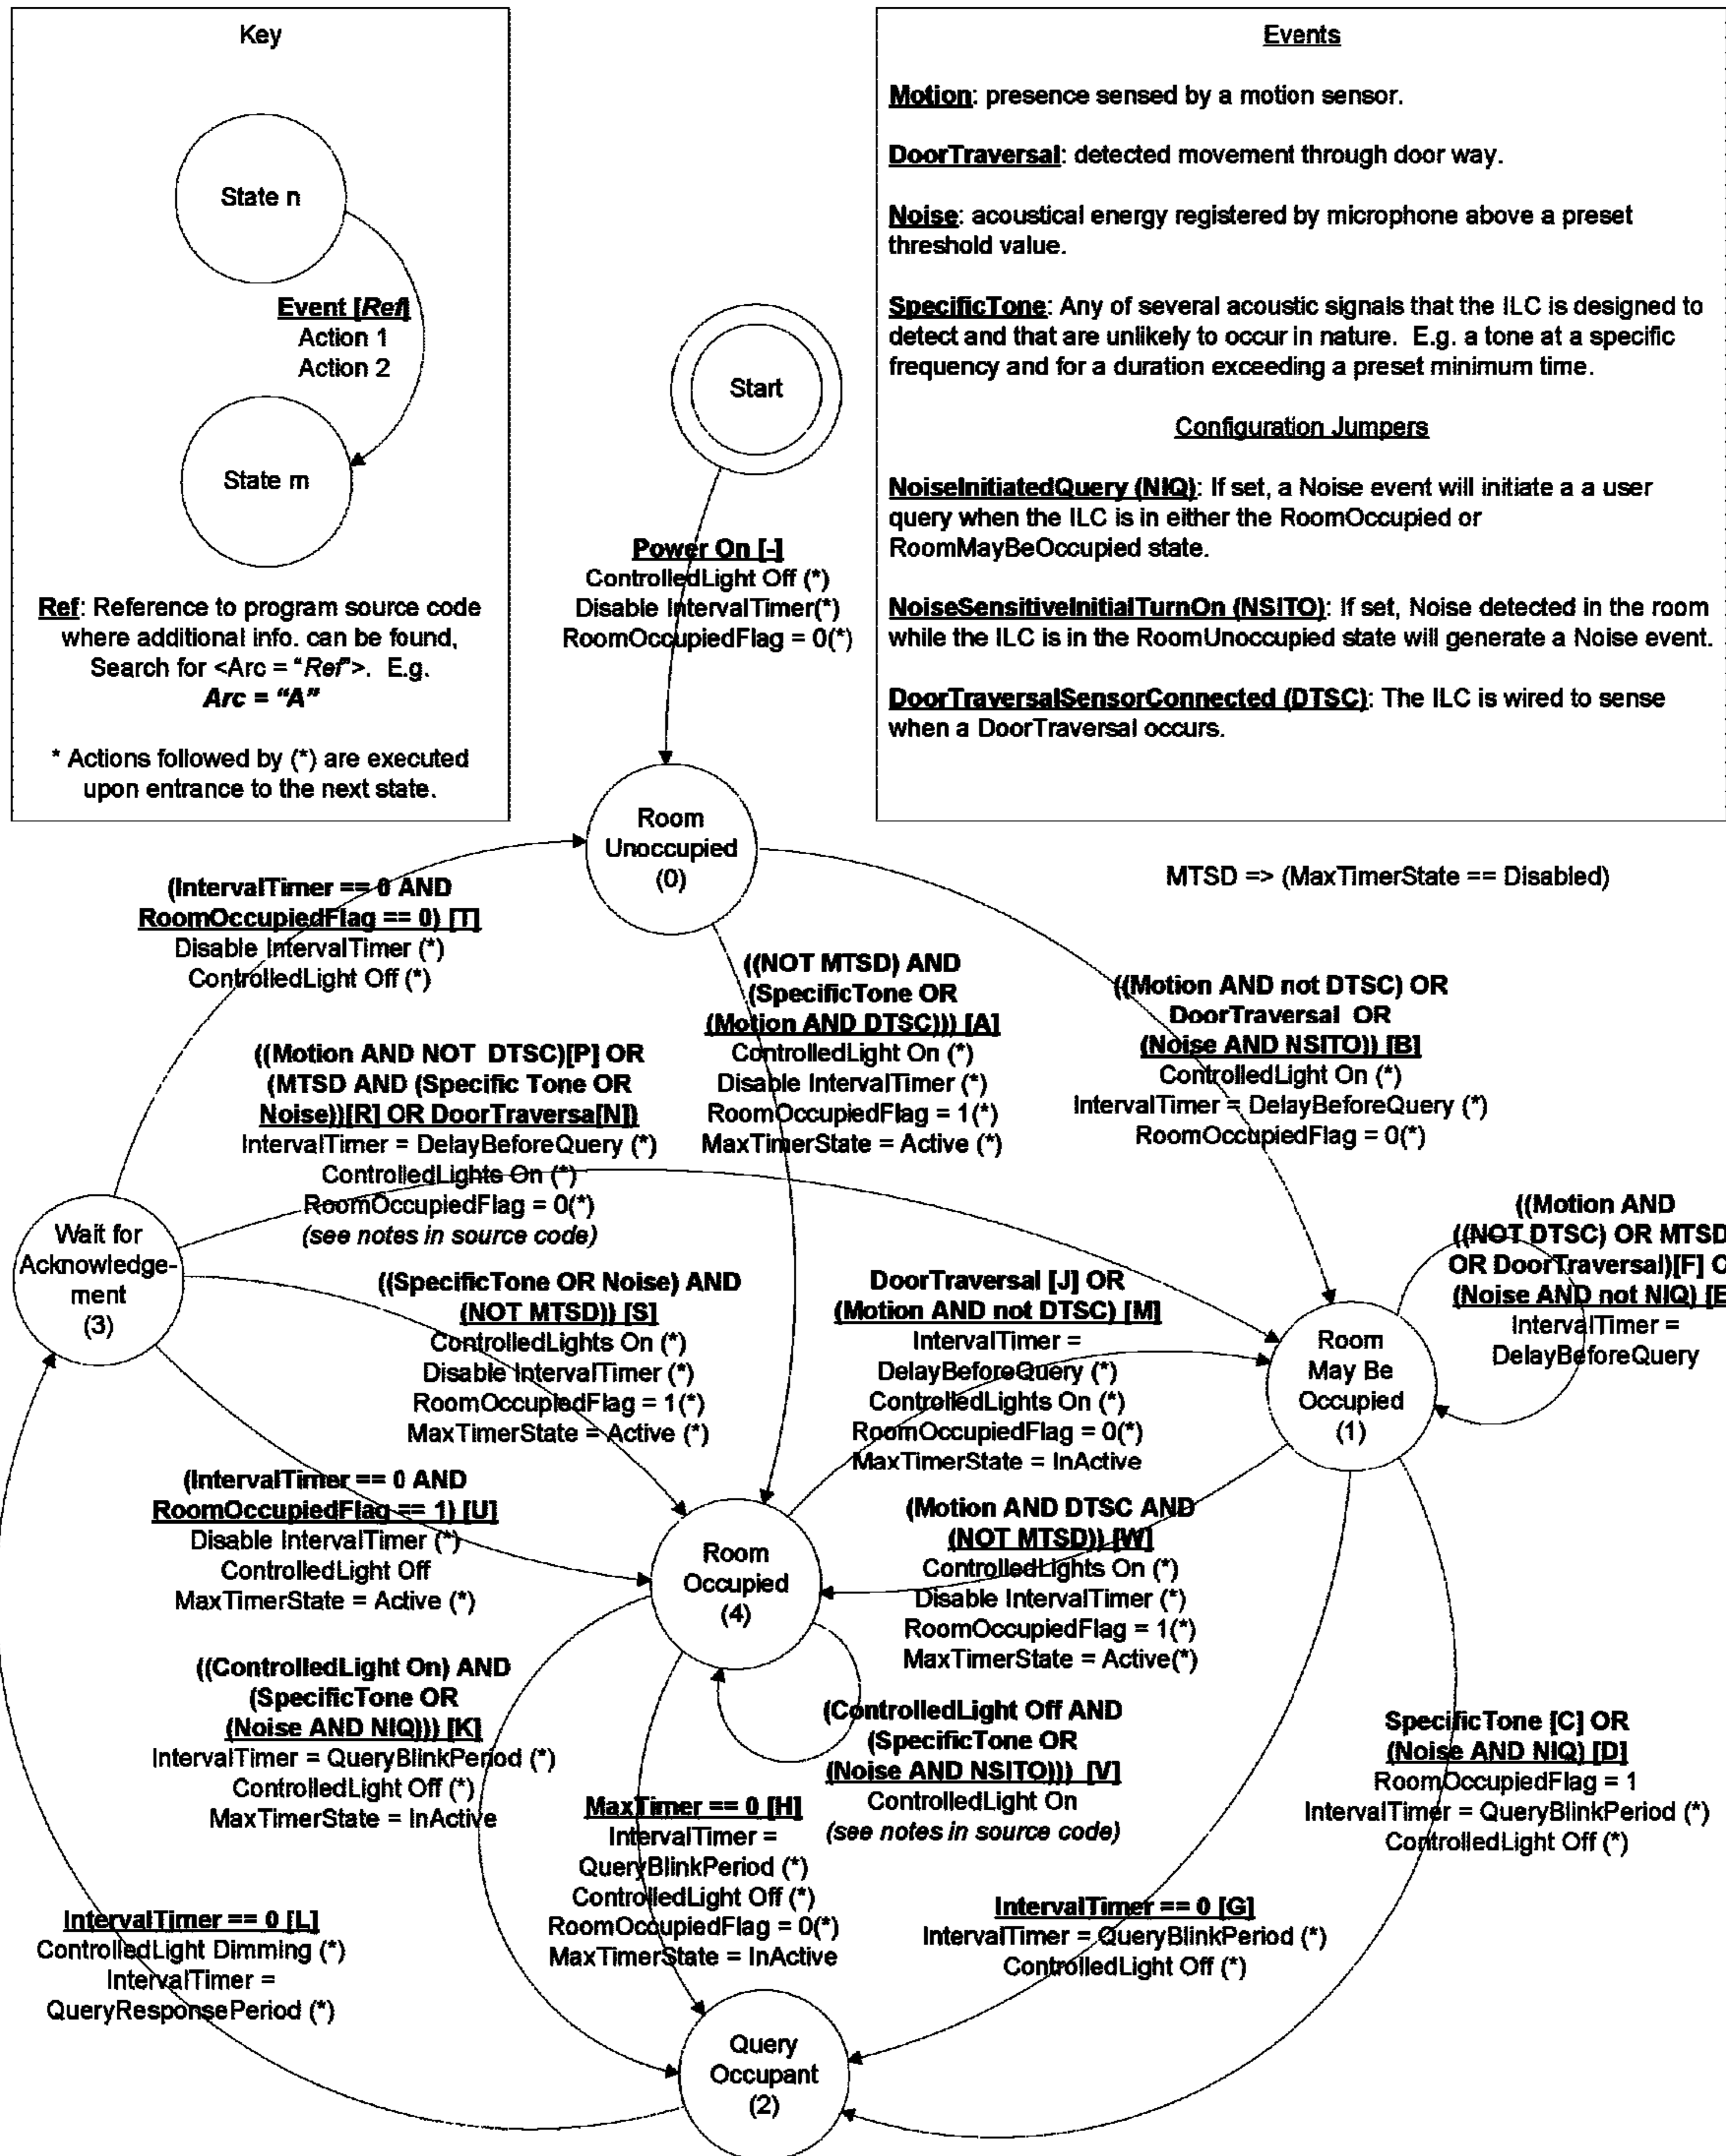 Key
State n
Event [Ref]
Action 1
Action 2
State m
Ref: Reference to program source code
where additional info. can be found,
Search for <Arc = "Ref">. E.g.
Arc = "A"
* Actions followed by (*) are executed
upon entrance to the next state.
Events
Motion: presence sensed by a motion sensor.
DoorTraversal: detected movement through door way.
Noise: acoustical energy registered by microphone above a preset
threshold value.
SpecificTone: Any of several acoustic signals that the ILC is designed to
detect and that are unlikely to occur in nature. E.g. a tone at a specific
frequency and for a duration exceeding a preset minimum time.
Configuration Jumpers
NoiseInitiatedQuery (NIQ): If set, a Noise event will initiate a a user
query when the ILC is in either the RoomOccupied or
RoomMayBeOccupied state.
NoiseSensitiveInitialTurnOn (NSITO): If set, Noise detected in the room
while the ILC is in the RoomUnoccupied state will generate a Noise event.
DoorTraversalSensorConnected (DTSC): The ILC is wired to sense
when a DoorTraversal occurs.
Start
Power On [-]
ControlledLight Off (*)
Disable IntervalTimer(*)
RoomOccupiedFlag = 0(*)
Room
Unoccupied
(0)
MTSD => (MaxTimerState == Disabled)
(IntervalTimer == 0 AND
RoomOccupiedFlag == 0) [T]
Disable IntervalTimer (*)
ControlledLight Off (*)
((NOT MTSD) AND
(SpecificTone OR
(Motion AND DTSC))) [A]
ControlledLight On (*)
Disable IntervalTimer (*)
RoomOccupiedFlag = 1(*)
MaxTimerState = Active (*)
((Motion AND not DTSC) OR
DoorTraversal OR
(Noise AND NSITO)) [B]
ControlledLight On (*)
IntervalTimer = DelayBeforeQuery (*)
RoomOccupiedFlag = 0(*)
((Motion AND NOT DTSC)[P] OR
(MTSD AND (Specific Tone OR
Noise))[R] OR DoorTraversa[N])
IntervalTimer = DelayBeforeQuery (*)
ControlledLights On (*)
RoomOccupiedFlag = 0(*)
(see notes in source code)
Wait for
Acknowledge-
ment
(3)
((Motion AND
((NOT DTSC) OR MTSD
OR DoorTraversal)[F] O
(Noise AND not NIQ) [E
IntervalTimer =
DelayBeforeQuery
((SpecificTone OR Noise) AND
(NOT MTSD)) [S]
ControlledLights On (*)
Disable IntervalTimer (*)
RoomOccupiedFlag = 1(*)
MaxTimerState = Active (*)
DoorTraversal [J] OR
(Motion AND not DTSC) [M]
IntervalTimer =
DelayBeforeQuery (*)
ControlledLights On (*)
RoomOccupiedFlag = 0(*)
MaxTimerState = InActive
Room
May Be
Occupied
(1)
(IntervalTimer == 0 AND
RoomOccupiedFlag == 1) [U]
Disable IntervalTimer (*)
ControlledLight Off
MaxTimerState = Active (*)
Room
Occupied
(4)
(Motion AND DTSC AND
(NOT MTSD)) [W]
ControlledLights On (*)
Disable IntervalTimer (*)
RoomOccupiedFlag = 1(*)
MaxTimerState = Active(*)
((ControlledLight On) AND
(SpecificTone OR
(Noise AND NIQ))) [K]
IntervalTimer = QueryBlinkPeriod (*)
ControlledLight Off (*)
MaxTimerState = InActive
(ControlledLight Off AND
(SpecificTone OR
(Noise AND NSITO))) [V]
ControlledLight On
(see notes in source code)
SpecificTone [C] OR
(Noise AND NIQ) [D]
RoomOccupiedFlag = 1
IntervalTimer = QueryBlinkPeriod (*)
ControlledLight Off (*)
MaxTimer == 0 [H]
IntervalTimer =
QueryBlinkPeriod (*)
ControlledLight Off (*)
RoomOccupiedFlag = 0(*)
MaxTimerState = InActive
IntervalTimer == 0 [G]
IntervalTimer = QueryBlinkPeriod (*)
ControlledLight Off (*)
IntervalTimer == 0 [L]
ControlledLight Dimming (*)
IntervalTimer =
QueryResponsePeriod (*)
Query
Occupant
(2)